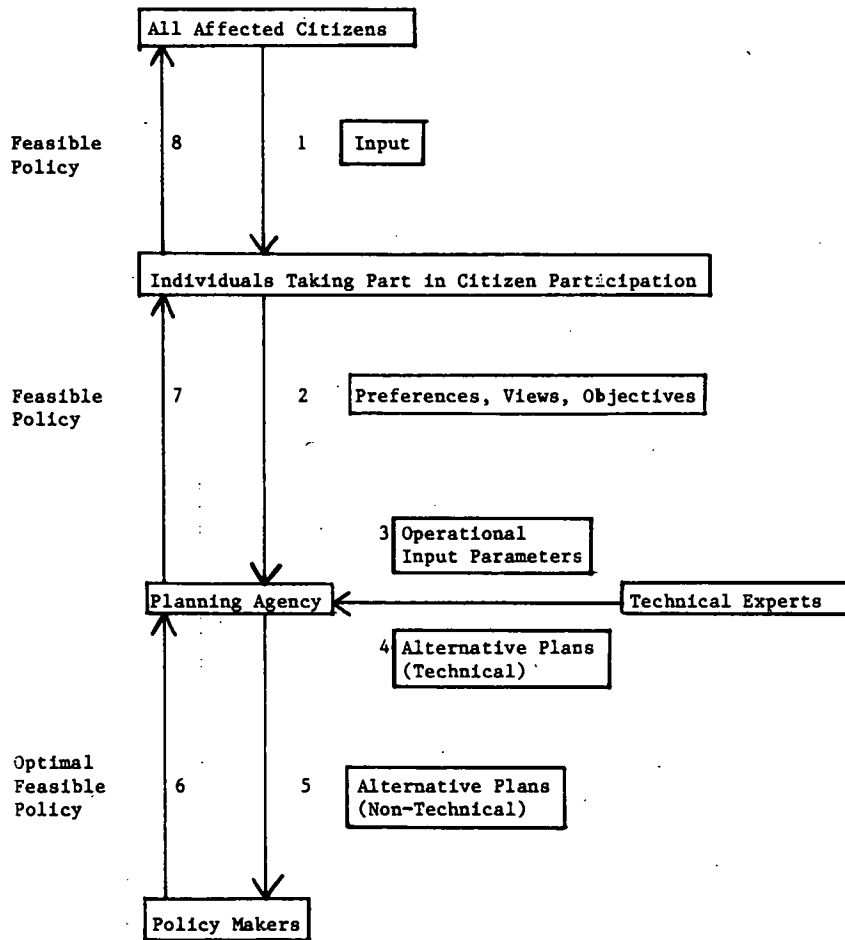 All Affected Citizens
Feasible
Policy
8
1
Input
Individuals Taking Part in Citizen Participation
Feasible
Policy
7
2
Preferences, Views, Objectives
3
Operational
Input Parameters
Planning Agency
Technical Experts
4
Alternative Plans
(Technical)
Optimal
Feasible
Policy
6
5
Alternative Plans
(Non-Technical)
Policy Makers